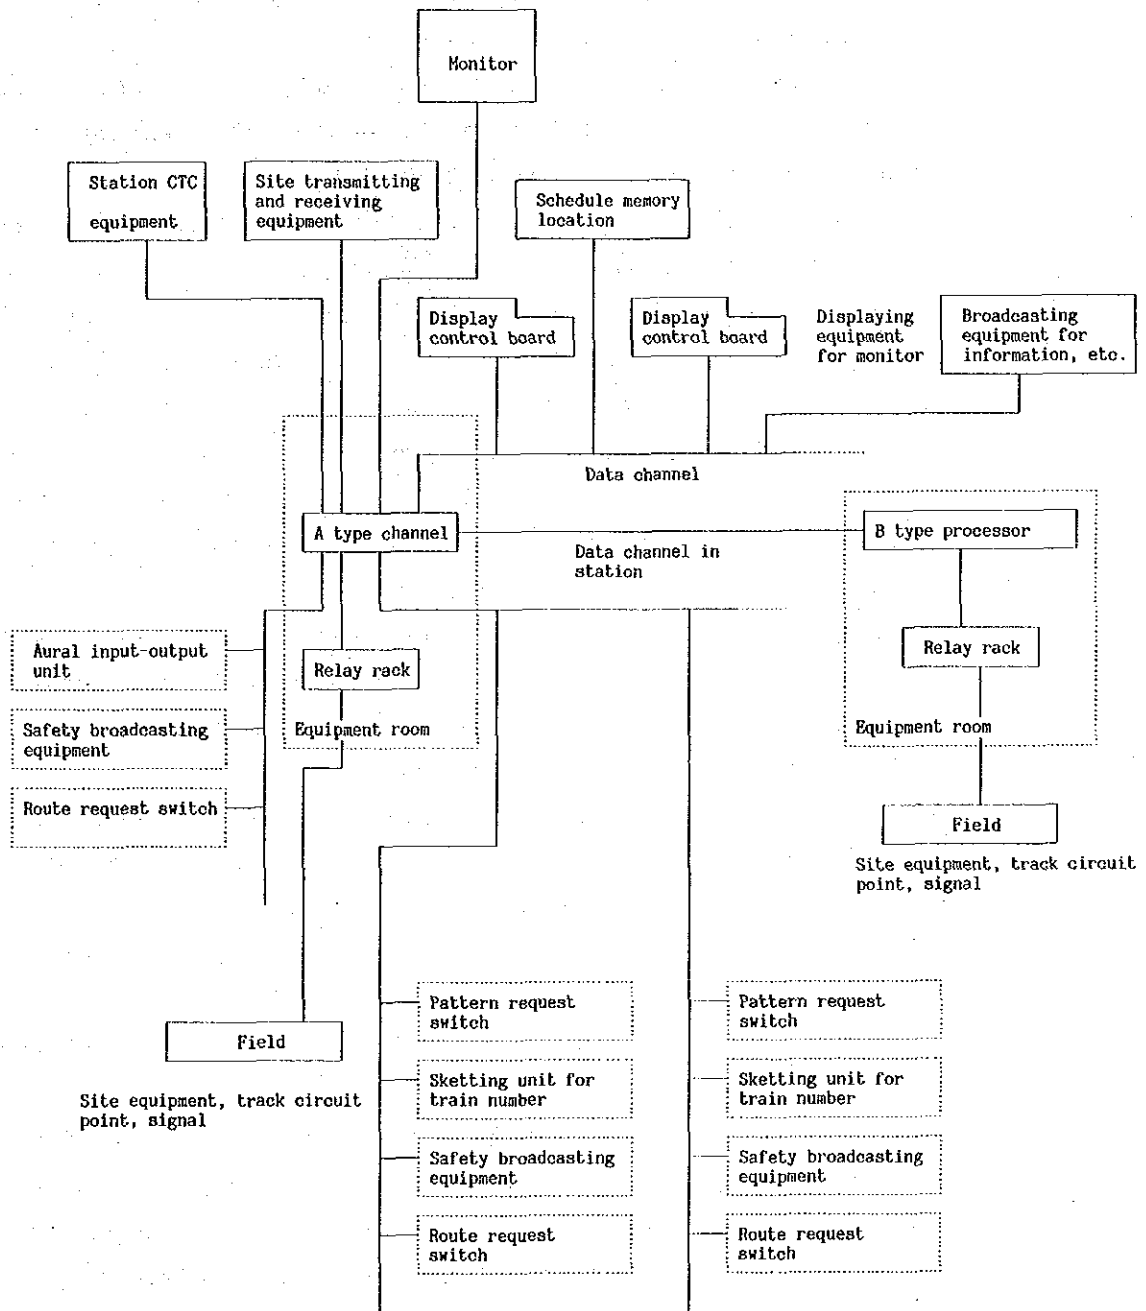 Monitor
Station CTC
equipment
Site transmitting
and receiving
equipment
Schedule memory
location
Display
control board
Display
control board
Displaying
equipment
for monitor
Broadcasting
equipment for
information, etc.
Data channel
A type channel
B type processor
Data channel in
station
Aural input-output
unit
Relay rack
Relay rack
Safety broadcasting
equipment
Equipment room
Equipment room
Route request switch
Field
Site equipment, track circuit
point, signal
Field
Site equipment, track circuit
point, signal
Pattern request
switch
Sketting unit for
train number
Safety broadcasting
equipment
Route request
switch
Pattern request
switch
Sketting unit for
train number
Safety broadcasting
equipment
Route request
switch